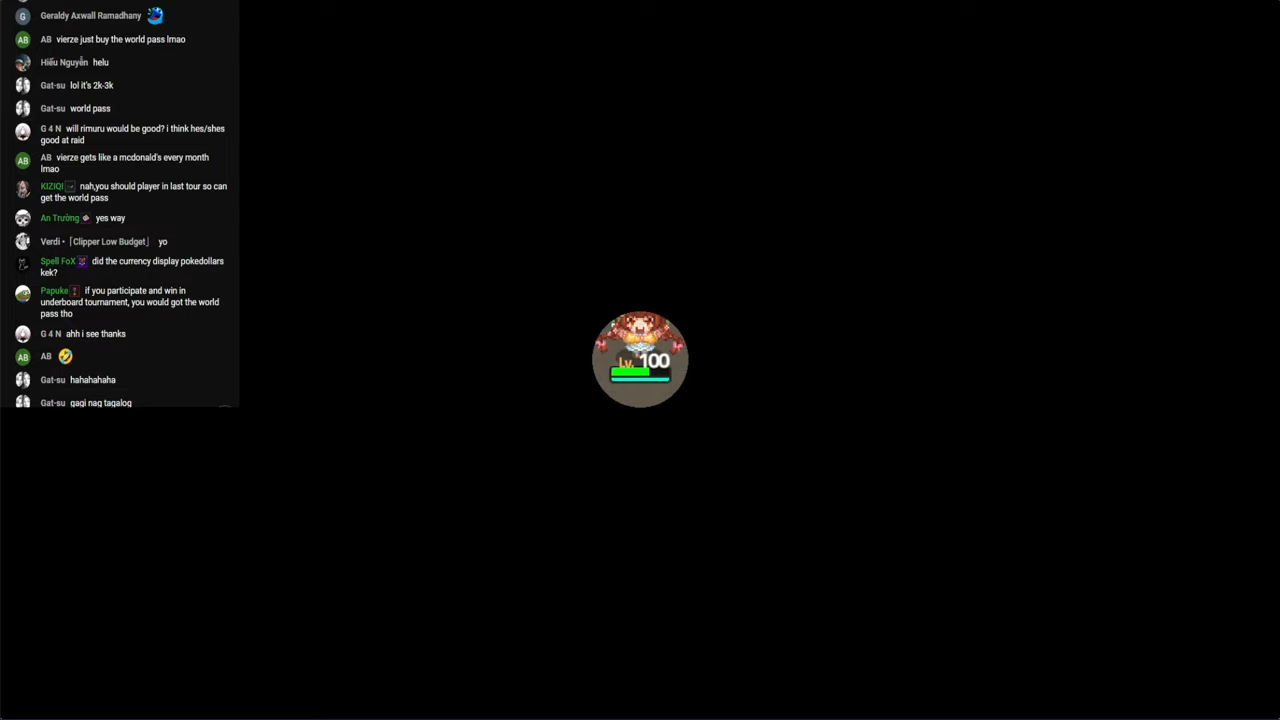 G Geraldy Axwall Ramadhany
AB AB vierze just buy the world pass lmao
Hiếu Nguyễn helu
Gat-su lol it's 2k-3k
Gat-su world pass
G 4 N will rimuru would be good? i think hes/shes
good at raid
AB AB vierze gets like a mcdonald's every month
lmao
KIZIQI nah,you should player in last tour so can
get the world pass
An Trường yes way
Verdi •「Clipper Low Budget」 yo
Spell FoX did the currency display pokedollars
kek?
Papuke if you participate and win in
underboard tournament, you would got the world
pass tho
G 4 N ahh i see thanks
AB AB 🤣
Gat-su hahahahaha
Gat-su gagi nag tagalog
Lv. 100